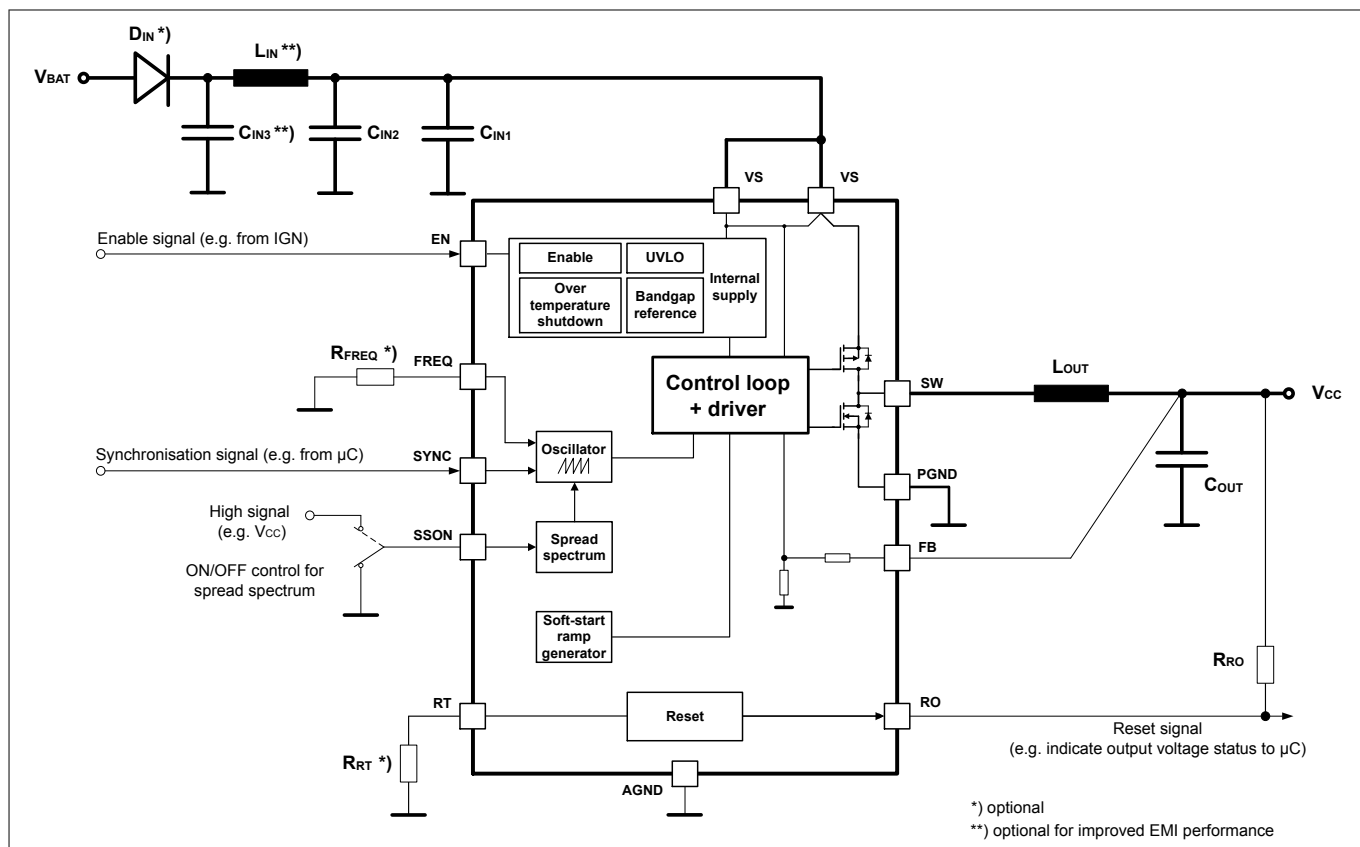 DIN *)
LIN **)
VBAT
CIN3 **)
CIN2
CIN1
VS
VS
Enable signal (e.g. from IGN)
EN
Enable
UVLO
Internal
supply
Over
temperature
shutdown
Bandgap
reference
RFREQ *)
FREQ
Control loop
+ driver
SW
LOUT
VCC
Synchronisation signal (e.g. from µC)
SYNC
Oscillator
PGND
COUT
High signal
(e.g. VCC)
SSON
Spread
spectrum
FB
ON/OFF control for
spread spectrum
Soft-start
ramp
generator
RRO
RT
Reset
RO
Reset signal
(e.g. indicate output voltage status to µC)
RRT *)
AGND
*) optional
**) optional for improved EMI performance